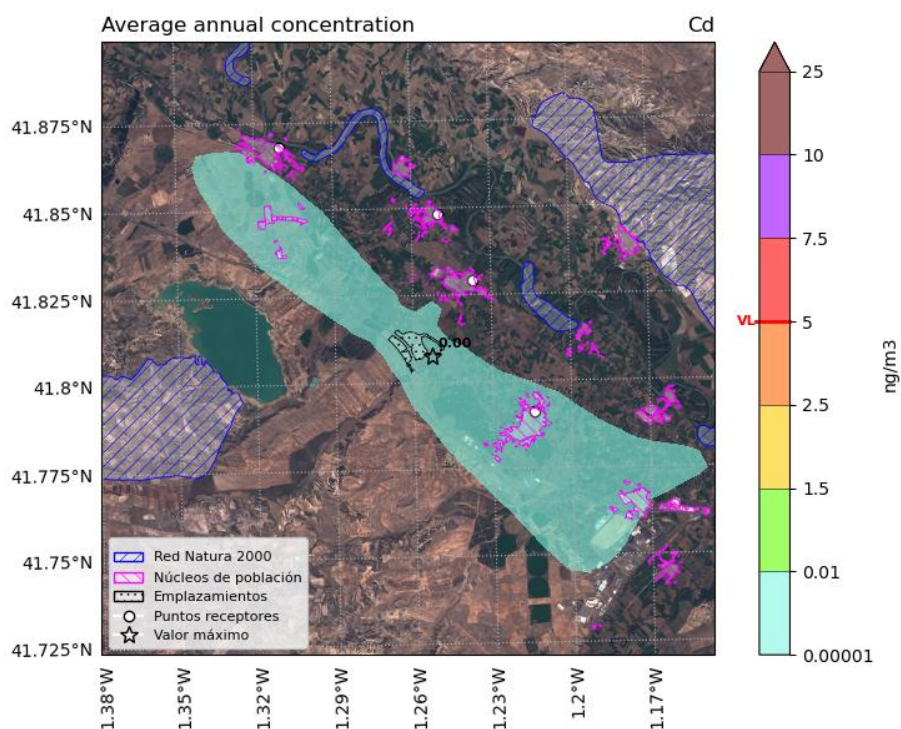 Average annual concentration
Cd
41.875°N
41.85°N
41.825°N
41.8°N
41.775°N
41.75°N
41.725°N
1.38°W
1.35°W
1.32°W
1.29°W
1.26°W
1.23°W
1.2°W
1.17°W
0.00
Red Natura 2000
Núcleos de población
Emplazamientos
Puntos receptores
Valor máximo
25
10
7.5
VL
5
2.5
1.5
0.01
0.00001
ng/m3